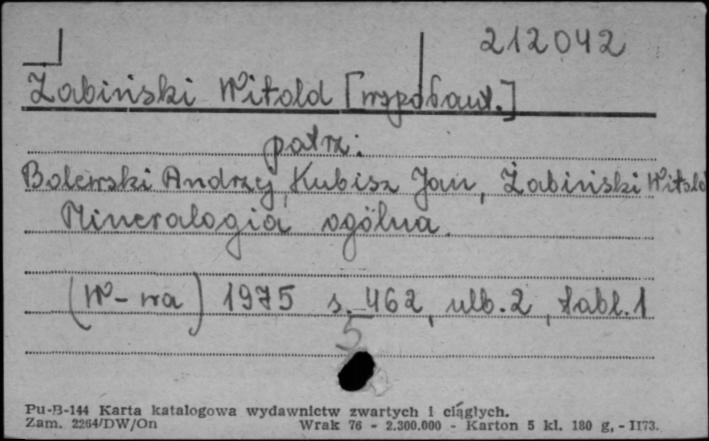 212042
Żabiński Witold [współaut.]
patrz:
Bolewski Andrzej, Kubisz Jan, Żabiński Witold
Mineralogia ogólna.
(W-wa) 1975 s. 462, ulb. 2, tabl. 1
5
Pu-B-144 Karta katalogowa wydawnictw zwartych i ciągłych.
Zam. 2264/DW/On Wrak 76 - 2.300.000 - Karton 5 kl. 180 g, - II73.